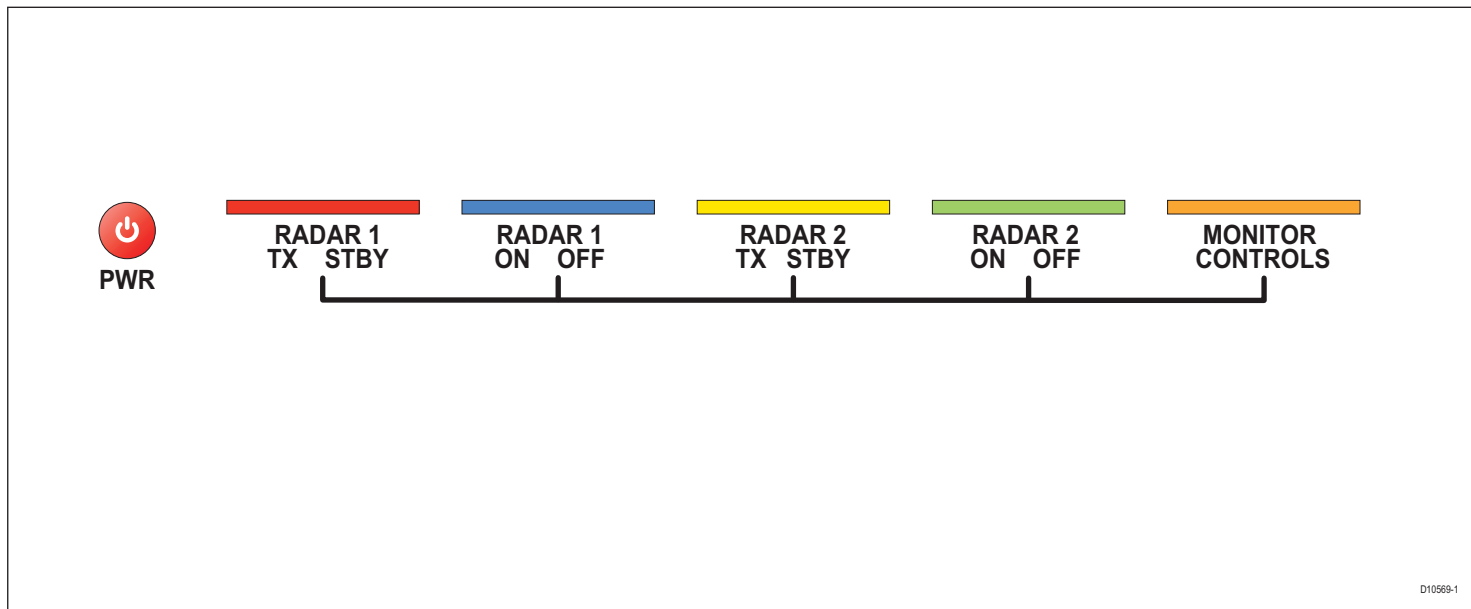 PWR
RADAR 1
TX STBY
RADAR 1
ON OFF
RADAR 2
TX STBY
RADAR 2
ON OFF
MONITOR
CONTROLS
D10569-1